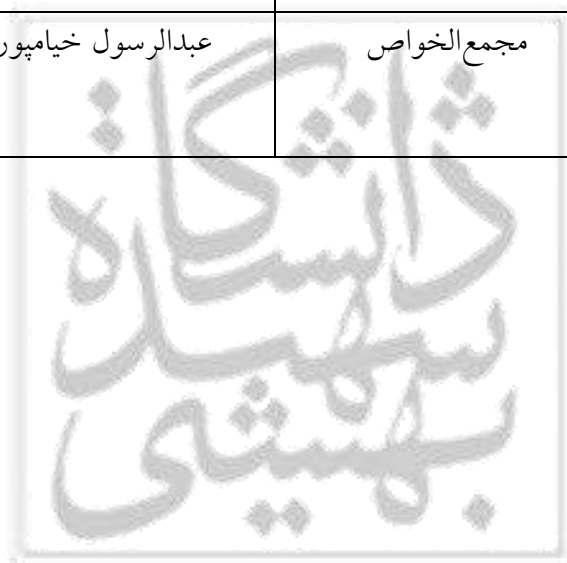 مجمع‌الخواص	عبدالرسول خیامپور
دانشگاه
شهید
بهشتی